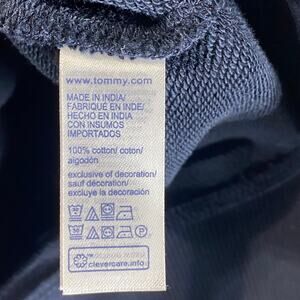 www.tommy.com
MADE IN INDIA/
FABRIQUÉ EN INDE/
HECHO EN INDIA
CON INSUMOS
IMPORTADOS
100% cotton/ coton/
algodón
exclusive of decoration/
sauf décoration/
excluye la decoración
clevercare.info